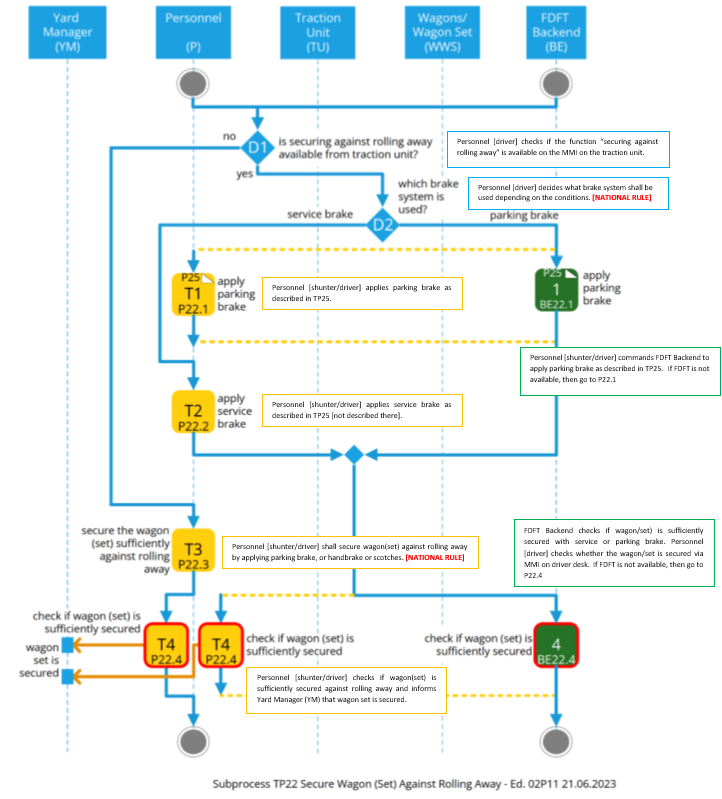 Yard
Manager
(YM)
Personnel
(P)
Traction
Unit
(TU)
Wagons/
Wagon Set
(WWS)
FDFT
Backend
(BE)
no
D1
is securing against rolling away
available from traction unit?
Personnel [driver] checks if the function “securing against
rolling away” is available on the MMI on the traction unit.
yes
which brake
system is
used?
Personnel [driver] decides what brake system shall be
used depending on the conditions. [NATIONAL RULE]
service brake
D2
parking brake
P25
T1
P22.1
apply
parking
brake
Personnel [shunter/driver] applies parking brake as
described in TP25.
P25
1
BE22.1
apply
parking
brake
Personnel [shunter/driver] commands FDFT Backend to
apply parking brake as described in TP25. If FDFT is not
available, then go to P22.1
T2
P22.2
apply
service
brake
Personnel [shunter/driver] applies service brake as
described in TP25 [not described there].
secure the wagon
(set) sufficiently
against rolling
away
T3
P22.3
Personnel [shunter/driver] shall secure wagon(set) against rolling away
by applying parking brake, or handbrake or scotches. [NATIONAL RULE]
FDFT Backend checks if wagon/set) is sufficiently
secured with service or parking brake. Personnel
[driver] checks whether the wagon/set is secured via
MMI on driver desk. If FDFT is not available, then go to
P22.4
check if wagon (set) is
sufficiently secured
wagon
set is
secured
T4
P22.4
T4
P22.4
check if wagon (set) is
sufficiently secured
check if wagon (set) is
sufficiently secured
4
BE22.4
Personnel [shunter/driver] checks if wagon(set) is
sufficiently secured against rolling away and informs
Yard Manager (YM) that wagon set is secured.
Subprocess TP22 Secure Wagon (Set) Against Rolling Away - Ed. 02P11 21.06.2023